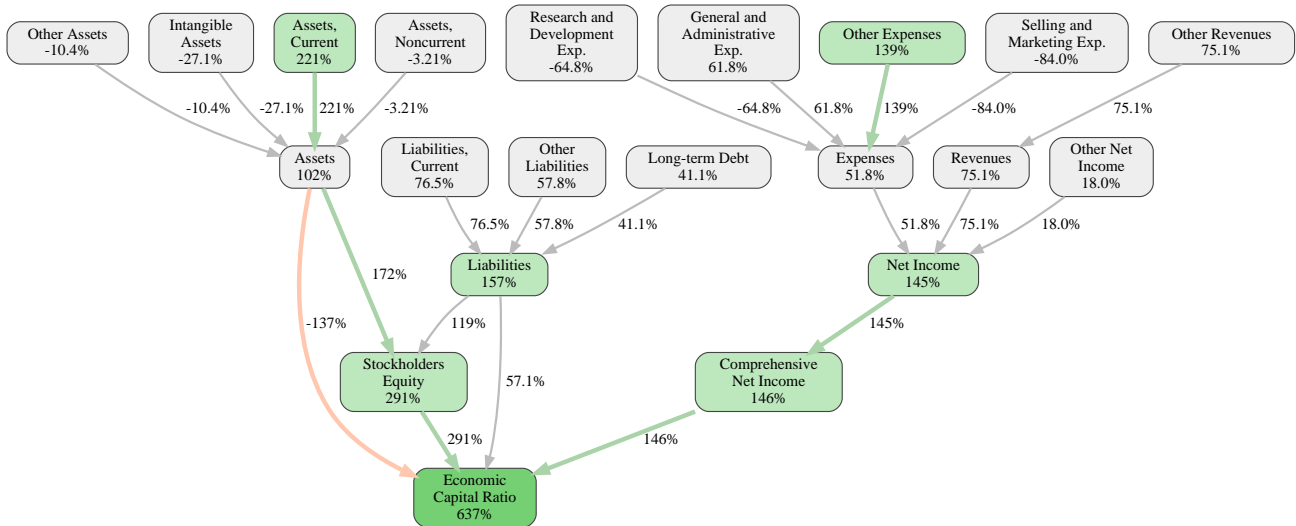 Other Assets
-10.4%
Intangible
Assets
-27.1%
Assets,
Current
221%
Assets,
Noncurrent
-3.21%
Research and
Development
Exp.
-64.8%
General and
Administrative
Exp.
61.8%
Other Expenses
139%
Selling and
Marketing Exp.
-84.0%
Other Revenues
75.1%
-10.4%
-27.1%
221%
-3.21%
-64.8%
61.8%
139%
-84.0%
75.1%
Assets
102%
Liabilities,
Current
76.5%
Other
Liabilities
57.8%
Long-term Debt
41.1%
Expenses
51.8%
Revenues
75.1%
Other Net
Income
18.0%
76.5%
57.8%
41.1%
51.8%
75.1%
18.0%
Liabilities
157%
Net Income
145%
172%
-137%
119%
145%
Stockholders
Equity
291%
57.1%
Comprehensive
Net Income
146%
291%
146%
Economic
Capital Ratio
637%